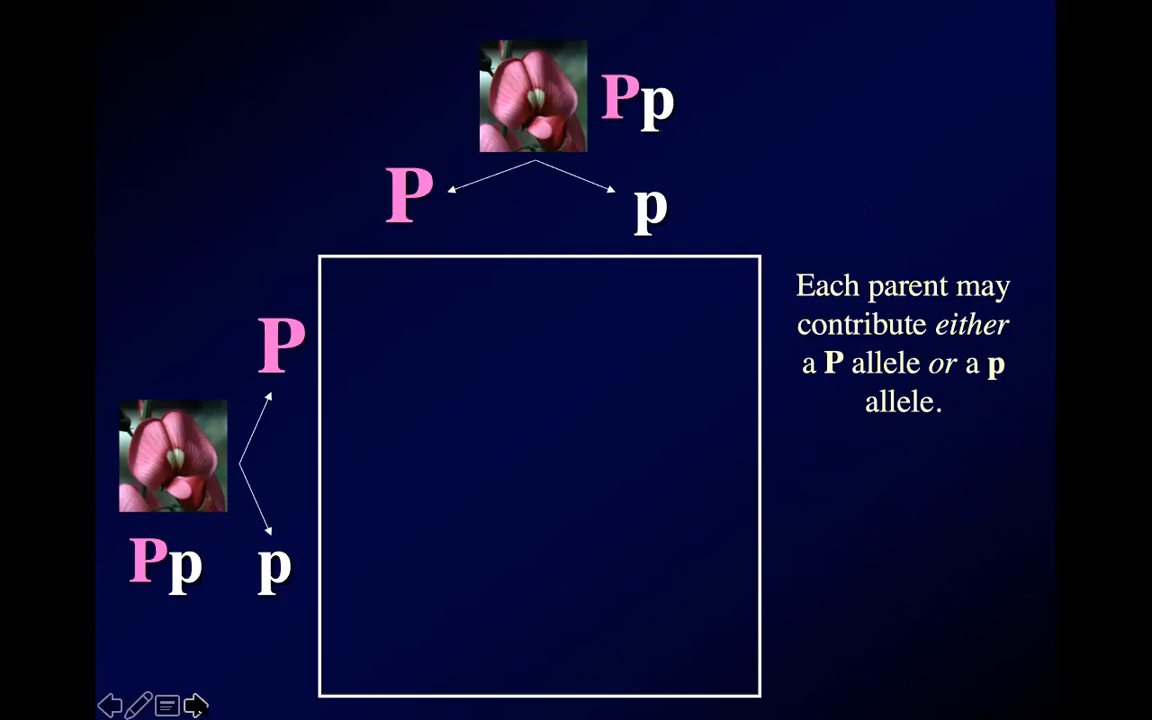 Pp
P
p
P
Each parent may
contribute either
a P allele or a p
allele.
Pp
p